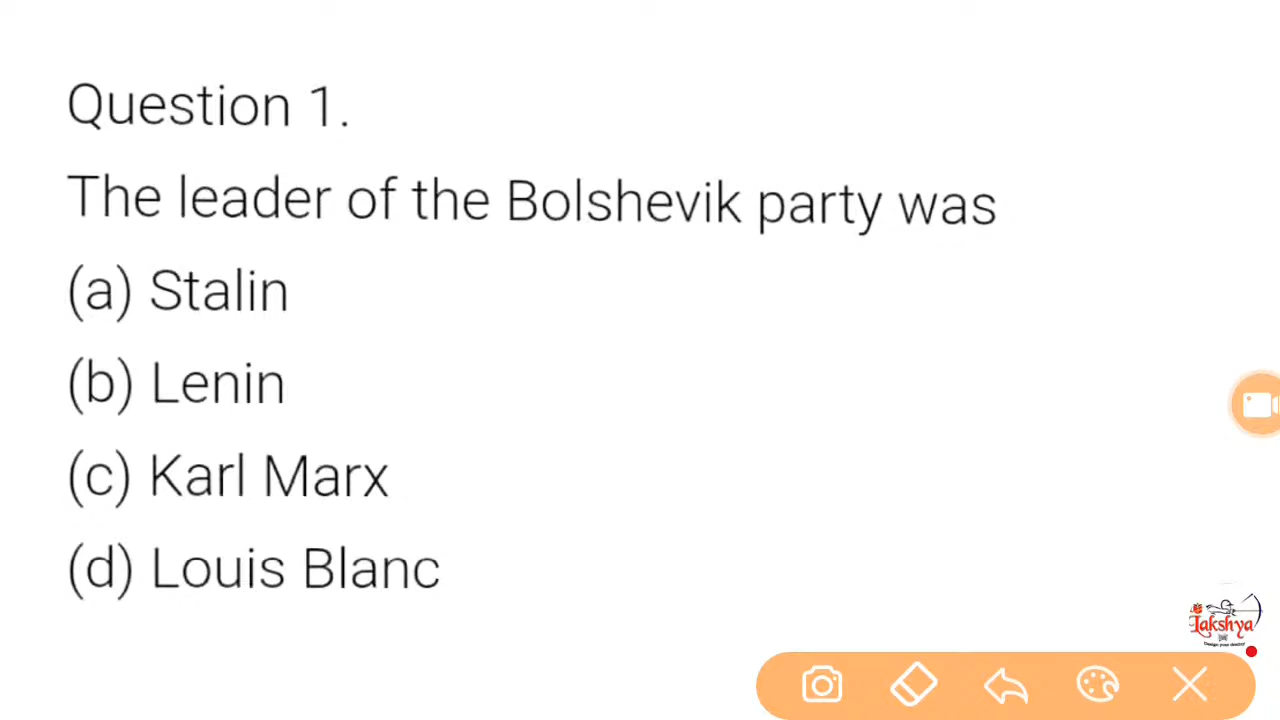 Question 1.
The leader of the Bolshevik party was
(a) Stalin
(b) Lenin
(c) Karl Marx
(d) Louis Blanc
Lakshya